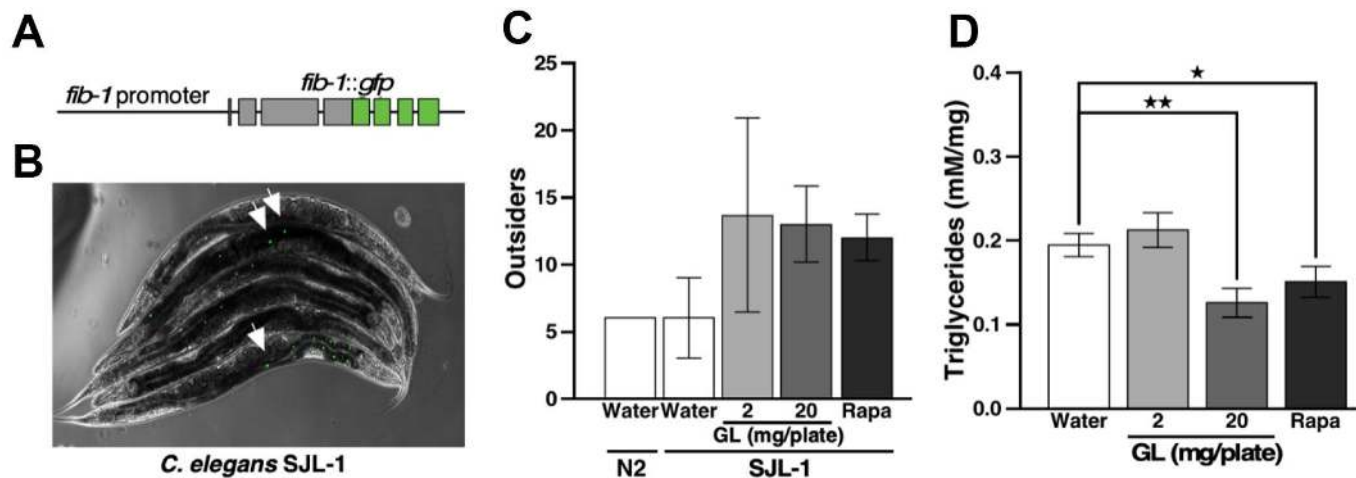 A
fib-1 promoter
fib-1::gfp
B
C. elegans SJL-1
C
Outsiders
25
20
15
10
5
0
Water Water 2 20 Rapa
GL (mg/plate)
N2 SJL-1
D
Triglycerides (mM/mg)
0.4
0.3
0.2
0.1
0.0
★
★★
Water 2 20 Rapa
GL (mg/plate)